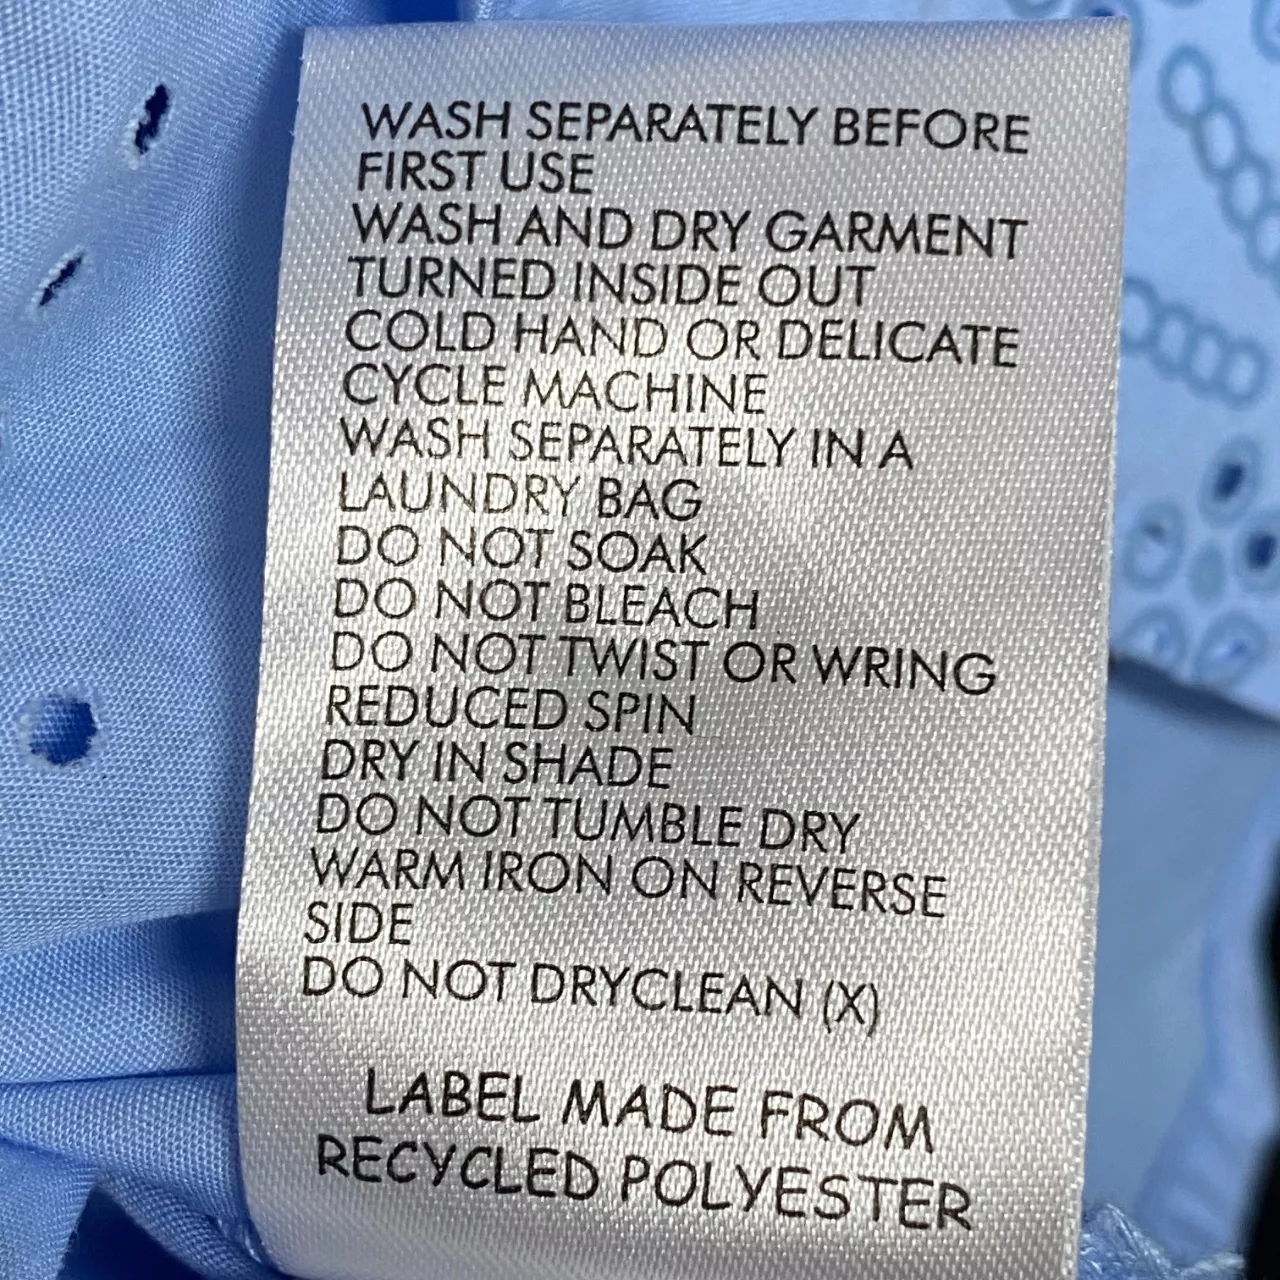 WASH SEPARATELY BEFORE
FIRST USE
WASH AND DRY GARMENT
TURNED INSIDE OUT
COLD HAND OR DELICATE
CYCLE MACHINE
WASH SEPARATELY IN A
LAUNDRY BAG
DO NOT SOAK
DO NOT BLEACH
DO NOT TWIST OR WRING
REDUCED SPIN
DRY IN SHADE
DO NOT TUMBLE DRY
WARM IRON ON REVERSE
SIDE
DO NOT DRYCLEAN (X)
LABEL MADE FROM
RECYCLED POLYESTER